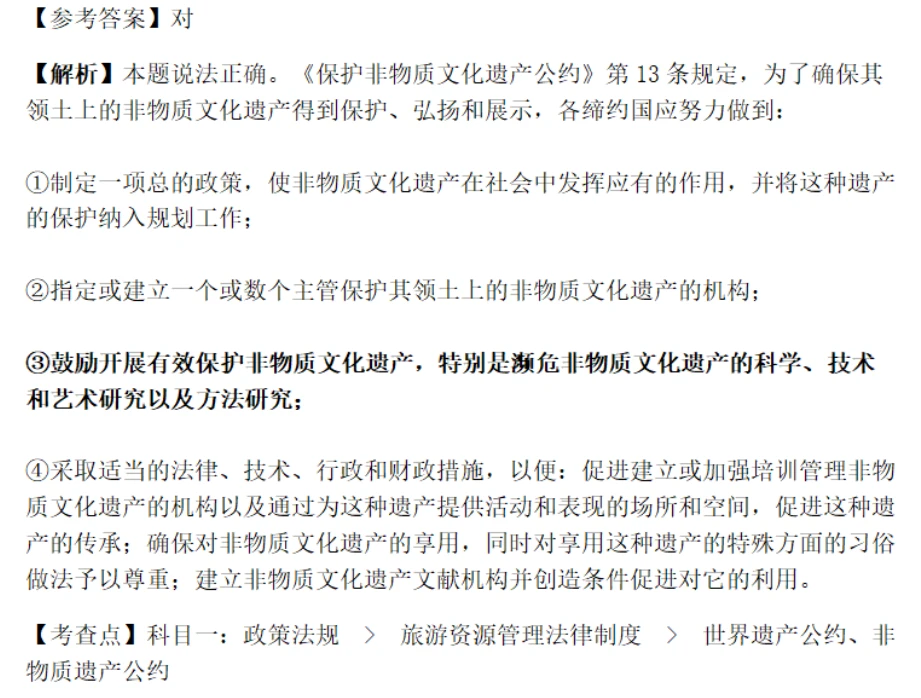 【参考答案】对
【解析】本题说法正确。《保护非物质文化遗产公约》第 13 条规定，为了确保其
领土上的非物质文化遗产得到保护、弘扬和展示，各缔约国应努力做到：
①制定一项总的政策，使非物质文化遗产在社会中发挥应有的作用，并将这种遗产
的保护纳入规划工作；
②指定或建立一个或数个主管保护其领土上的非物质文化遗产的机构；
③鼓励开展有效保护非物质文化遗产，特别是濒危非物质文化遗产的科学、技术
和艺术研究以及方法研究；
④采取适当的法律、技术、行政和财政措施，以便：促进建立或加强培训管理非物
质文化遗产的机构以及通过为这种遗产提供活动和表现的场所和空间，促进这种遗
产的传承；确保对非物质文化遗产的享用，同时对享用这种遗产的特殊方面的习俗
做法予以尊重；建立非物质文化遗产文献机构并创造条件促进对它的利用。
【考查点】科目一：政策法规 > 旅游资源管理法律制度 > 世界遗产公约、非
物质遗产公约